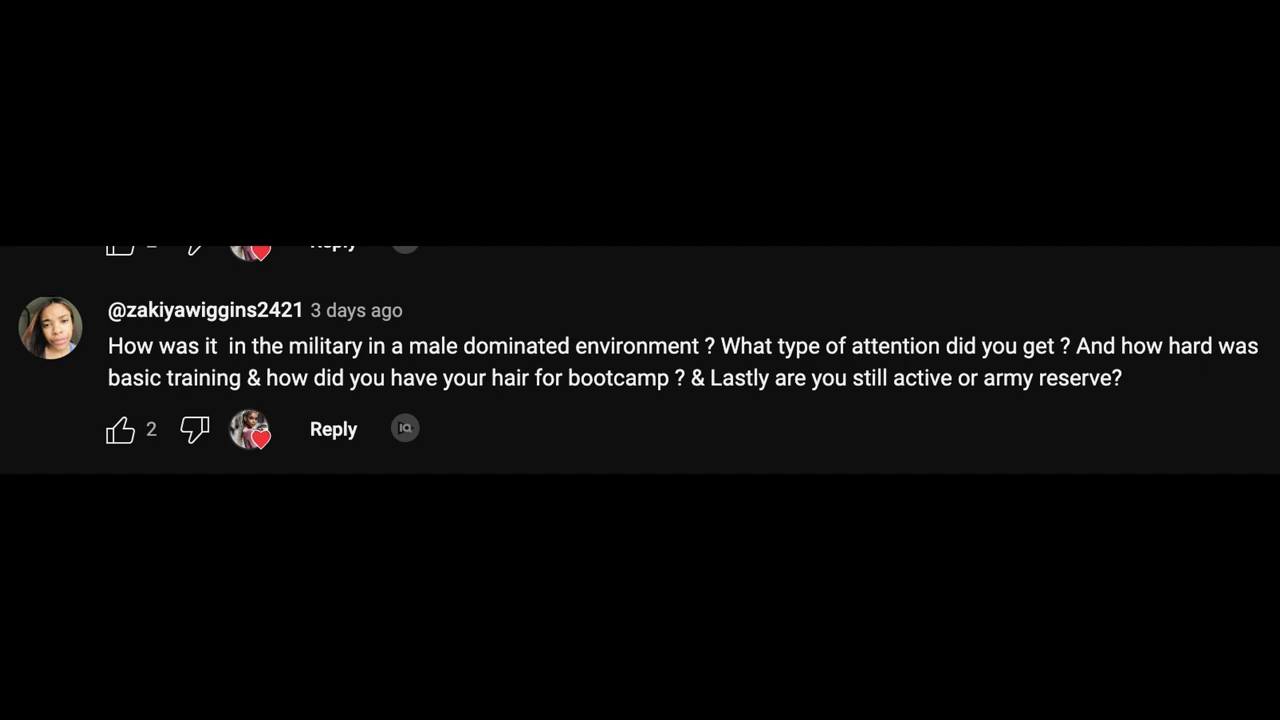 Reply
@zakiyawiggins2421 3 days ago
How was it  in the military in a male dominated environment ? What type of attention did you get ? And how hard was
basic training & how did you have your hair for bootcamp ? & Lastly are you still active or army reserve?
2 Reply IQ